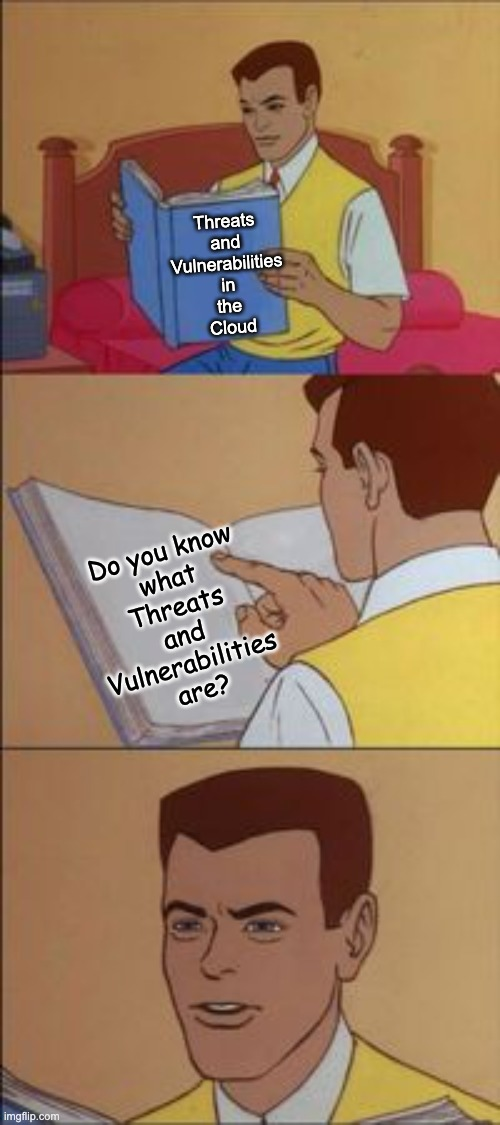 Threats
and
Vulnerabilities
in
the
Cloud
Do you know
what
Threats
and
Vulnerabilities
are?
imgflip.com